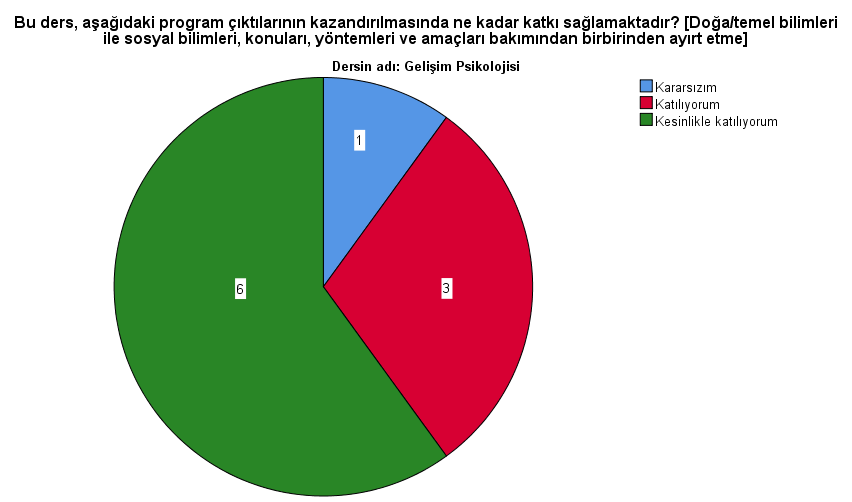 Bu ders, aşağıdaki program çıktılarının kazandırılmasında ne kadar katkı sağlamaktadır? [Doğa/temel bilimleri
ile sosyal bilimleri, konuları, yöntemleri ve amaçları bakımından birbirinden ayırt etme]
Dersin adı: Gelişim Psikolojisi
Kararsızım
Katılıyorum
Kesinlikle katılıyorum
1
3
6